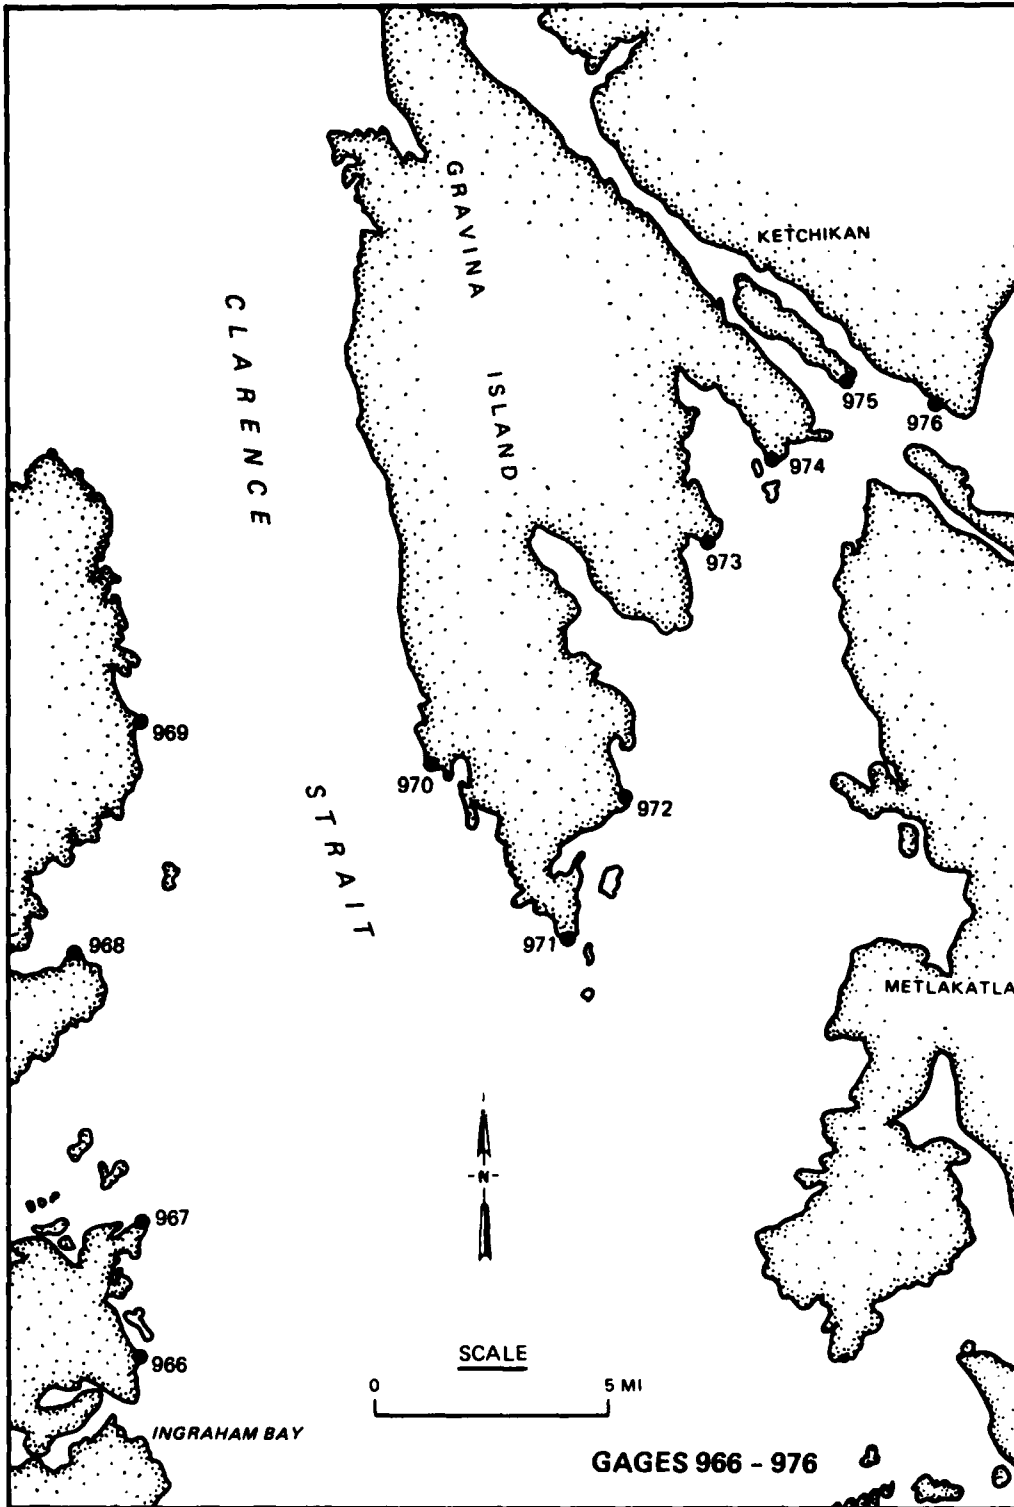 KETCHIKAN
GRAVINA
ISLAND
CLARENCE
STRAIT
975
976
974
973
969
970
972
971
968
METLAKATLA
-N-
967
966
SCALE
0 5 MI
INGRAHAM BAY
GAGES 966 - 976